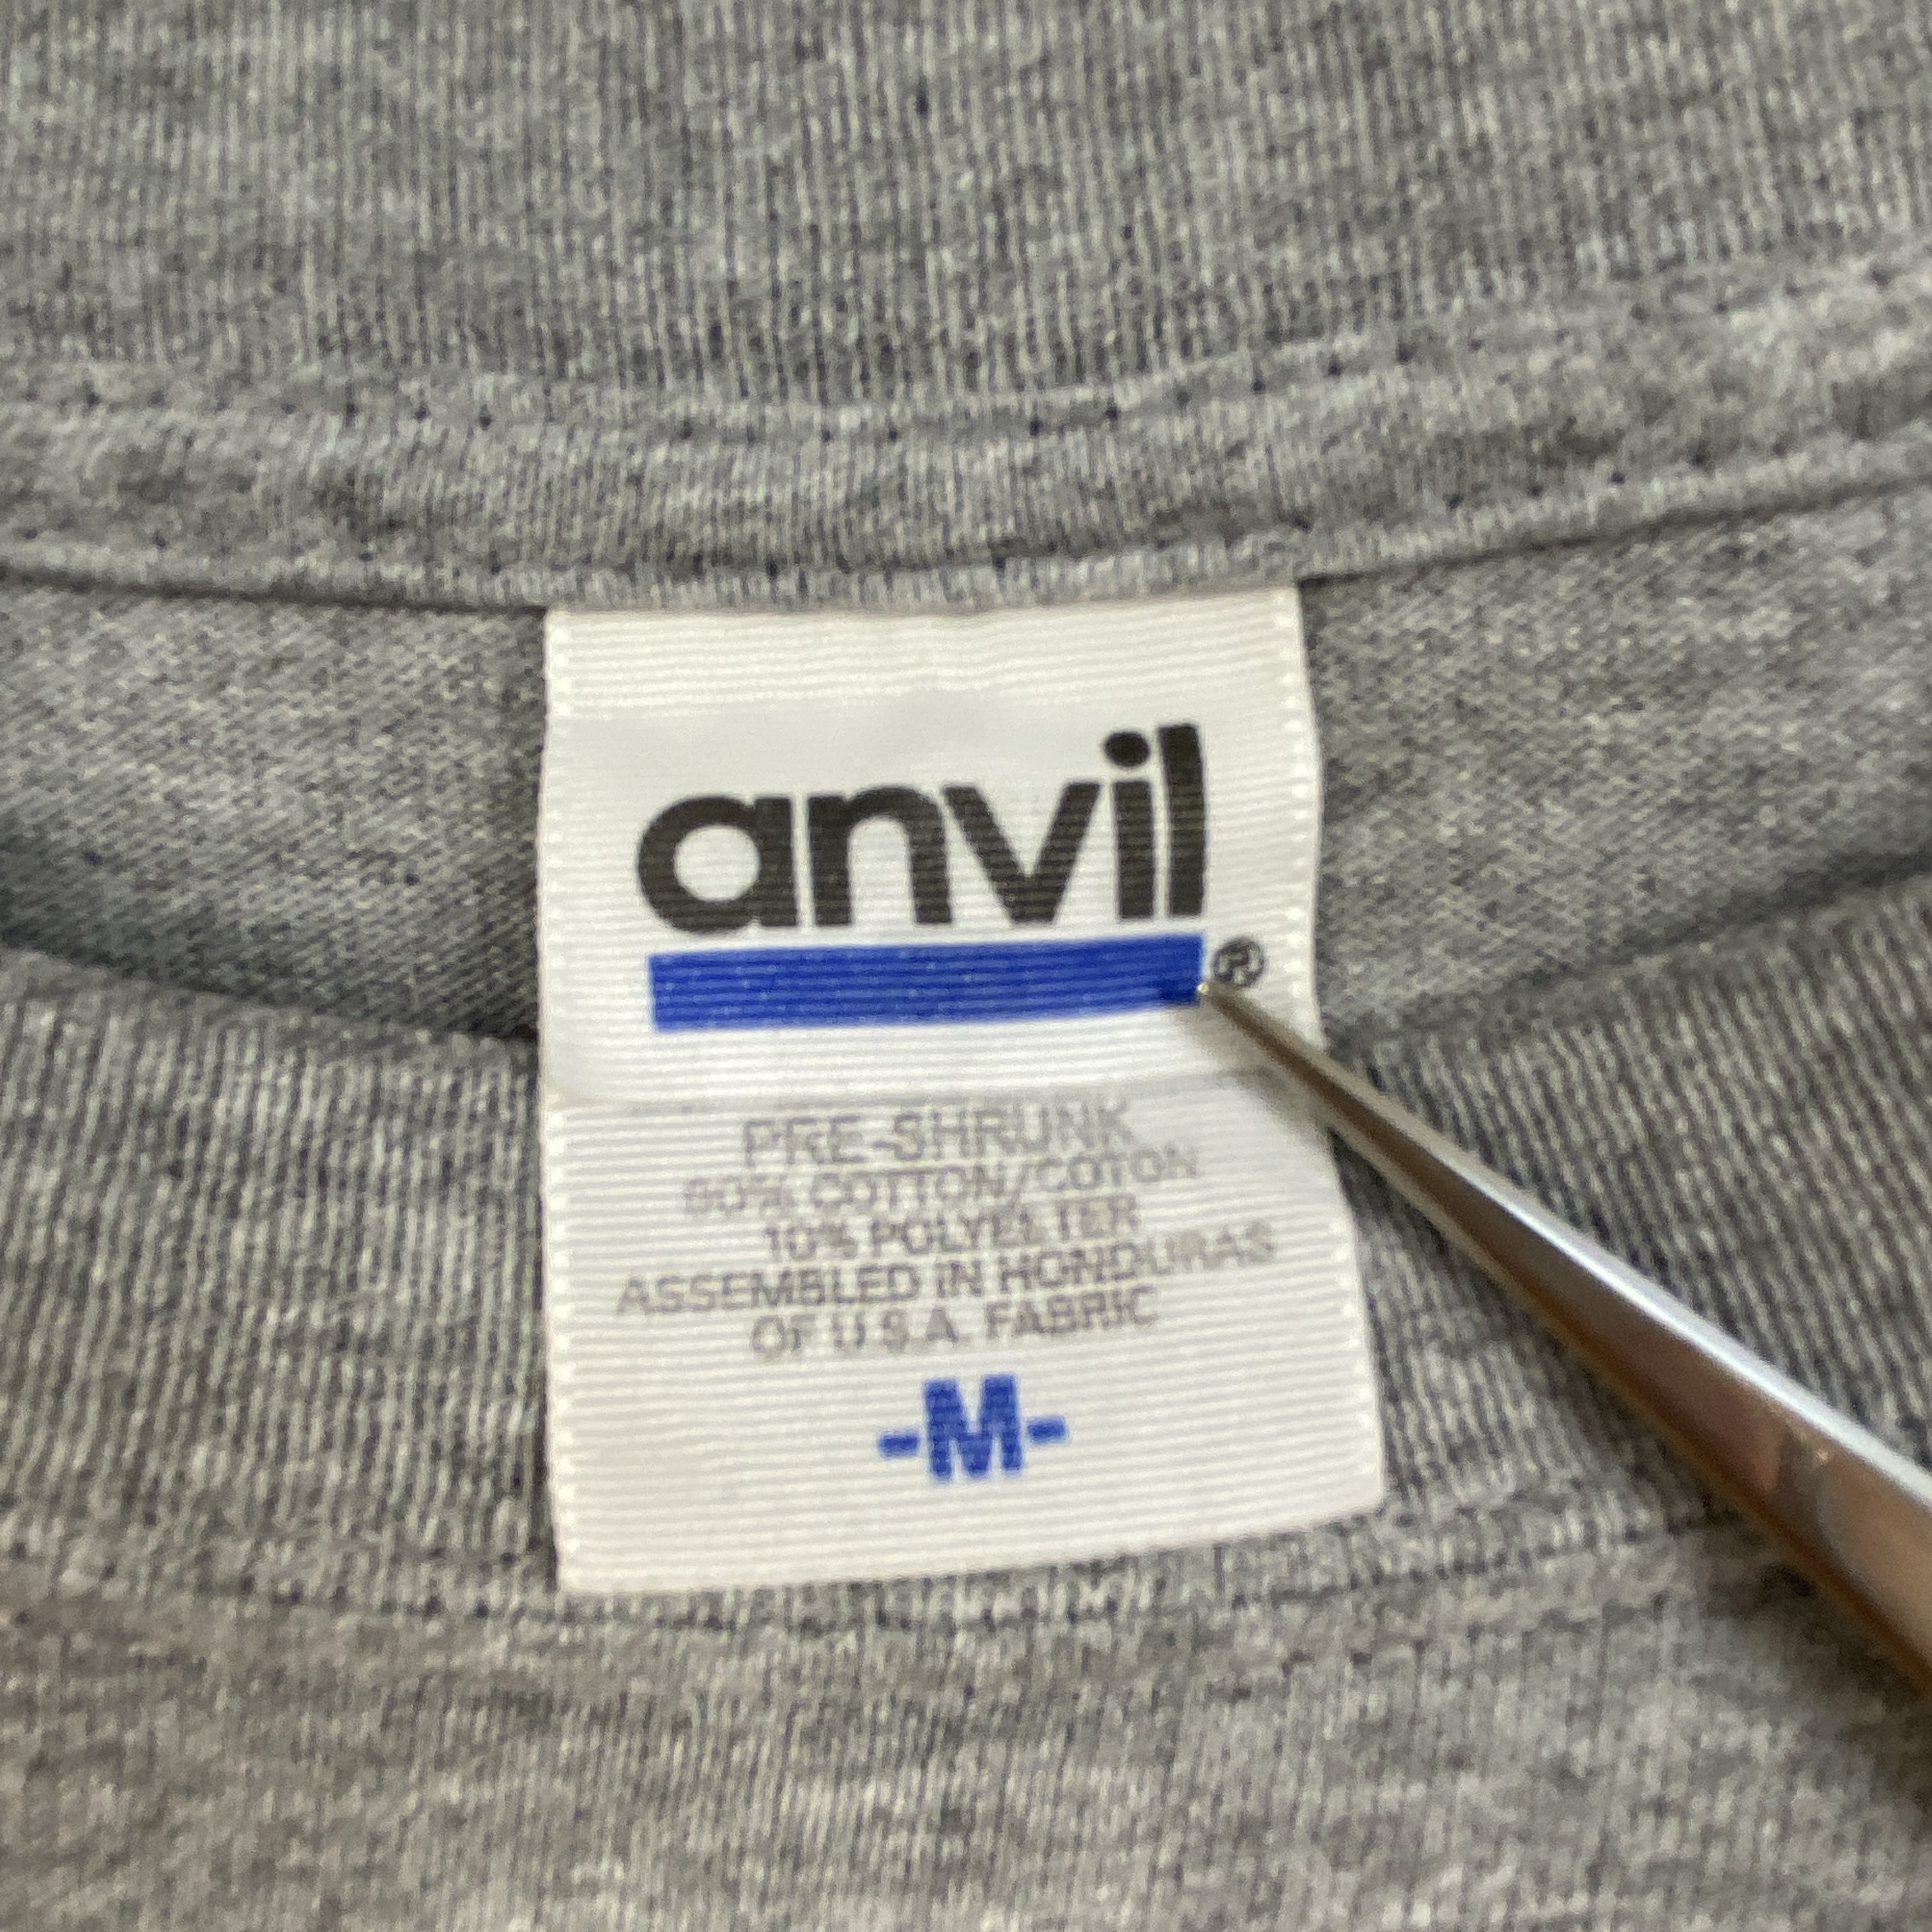 anvil
®
PRE-SHRUNK
90% COTTON/COTON
10% POLYESTER
ASSEMBLED IN HONDURAS
OF U.S.A. FABRIC
-M-